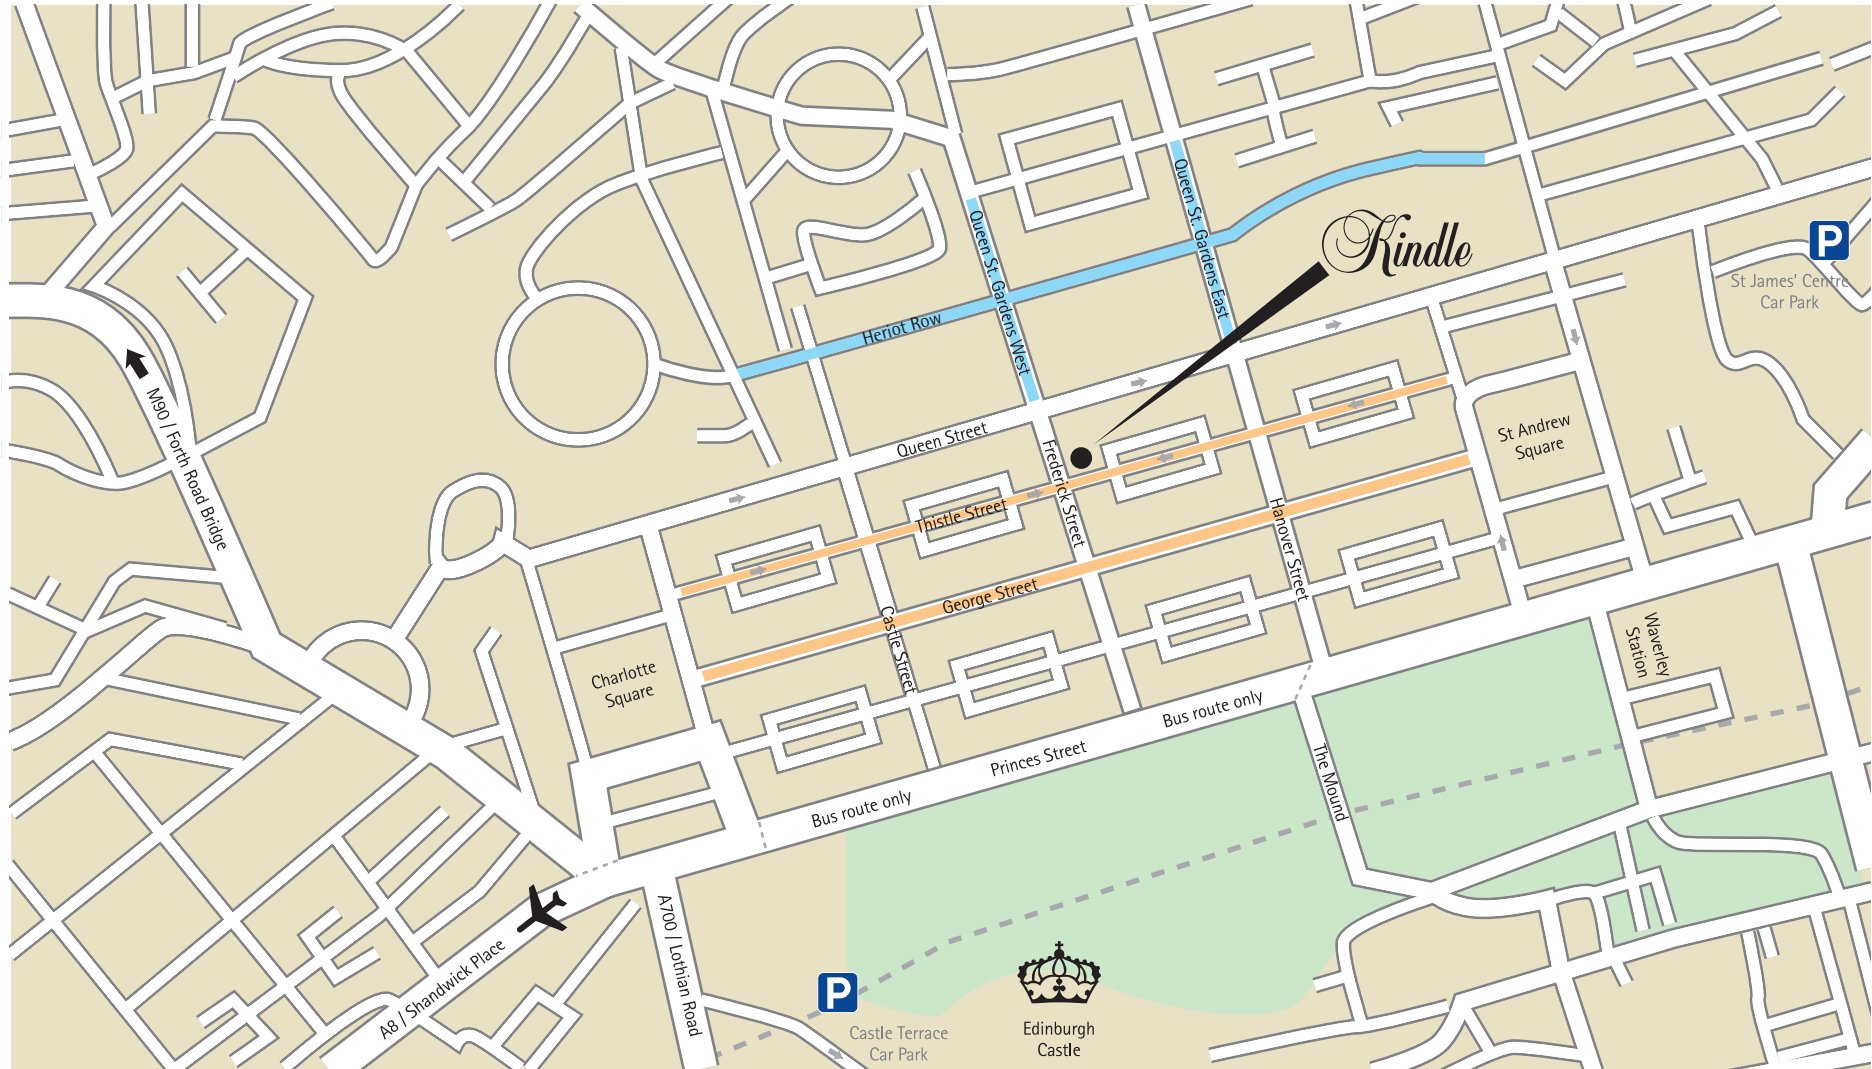 Kindle
P
St James' Centre
Car Park
Queen St. Gardens East
Queen St. Gardens West
Heriot Row
M90 / Forth Road Bridge
Queen Street
Frederick Street
St Andrew
Square
Thistle Street
Hanover Street
George Street
Castle Street
Waverley
Station
Charlotte
Square
Bus route only
Princes Street
Bus route only
The Mound
A700 / Lothian Road
A8 / Shandwick Place
P
Castle Terrace
Car Park
Edinburgh
Castle